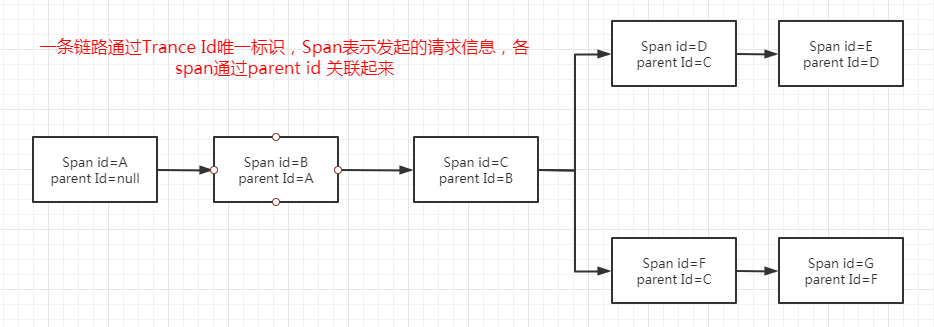 一条链路通过Trance Id唯一标识，Span表示发起的请求信息，各
span通过parent id 关联起来
Span id=A
parent Id=null
Span id=B
parent Id=A
Span id=C
parent Id=B
Span id=D
parent Id=C
Span id=E
parent Id=D
Span id=F
parent Id=C
Span id=G
parent Id=F